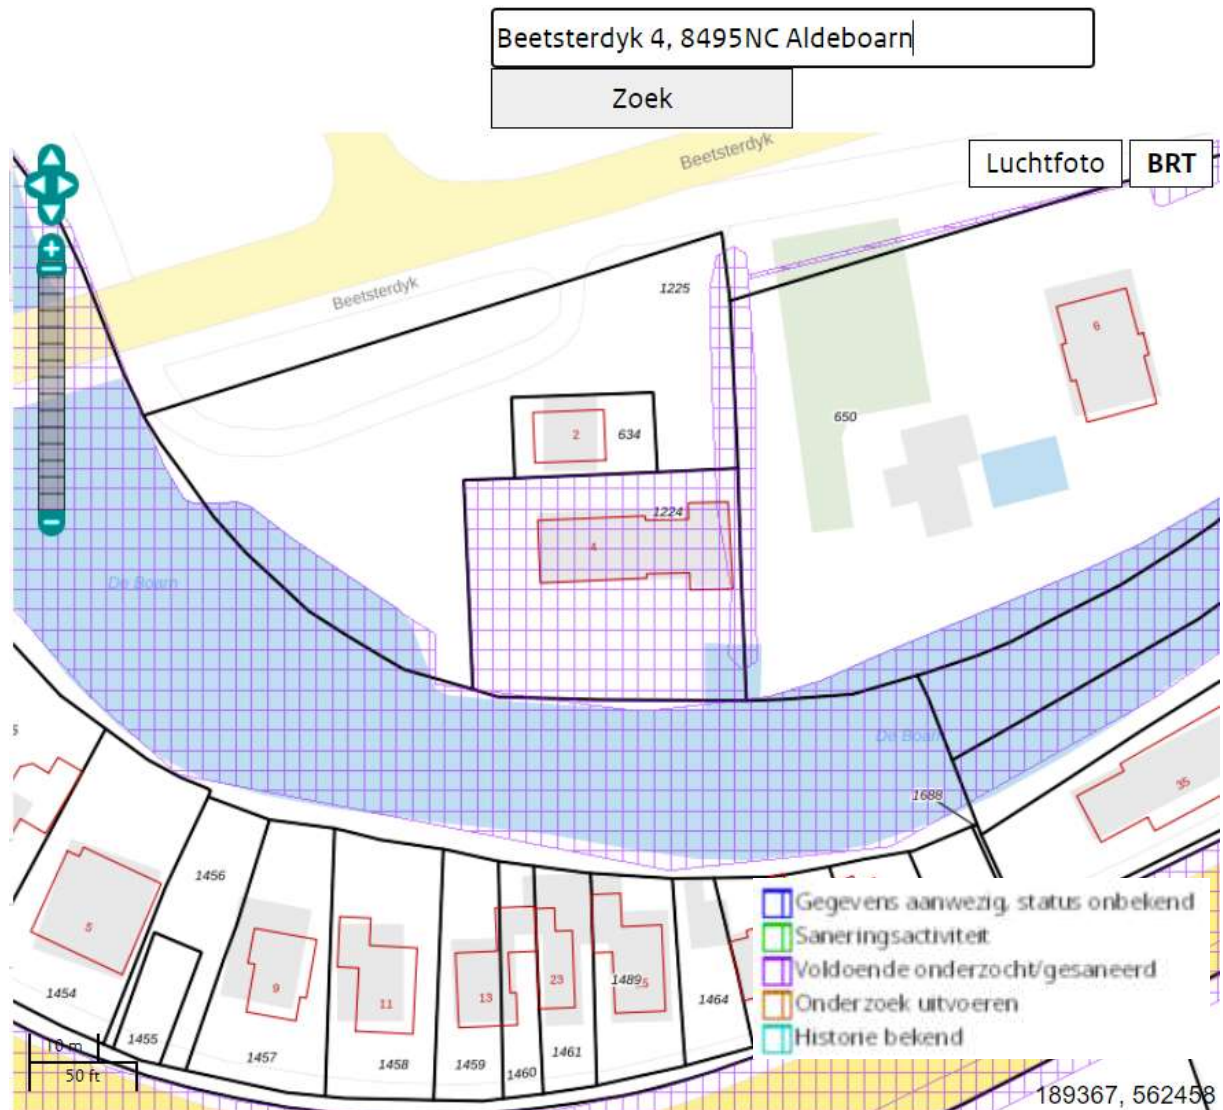 Beetsterdyk 4, 8495NC Aldeboarn
Zoek
Luchtfoto
BRT
Beetsterdyk
Beetsterdyk
1225
6
650
2
634
1224
4
De Boarn
De Boarn
1688
35
1456
5
9
11
13
23
1489
1464
1454
1455
1457
1458
1459
1460
1461
Gegevens aanwezig, status onbekend
Saneringsactiviteit
Voldoende onderzocht/gesaneerd
Onderzoek uitvoeren
Historie bekend
10 m
50 ft
189367, 562458